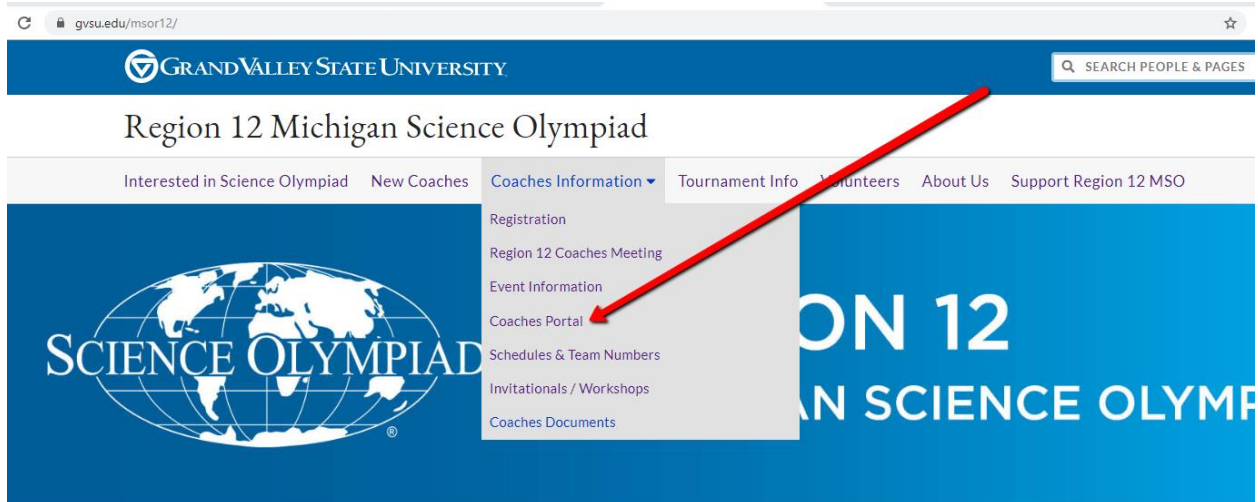 gvsu.edu/msor12/
GRAND VALLEY STATE UNIVERSITY
SEARCH PEOPLE & PAGES
Region 12 Michigan Science Olympiad
Interested in Science Olympiad New Coaches Coaches Information Tournament Info Volunteers About Us Support Region 12 MSO
Registration
Region 12 Coaches Meeting
Event Information
Coaches Portal
Schedules & Team Numbers
Invitationals / Workshops
Coaches Documents
SCIENCE OLYMPIAD
®
ON 12
AN SCIENCE OLYMP